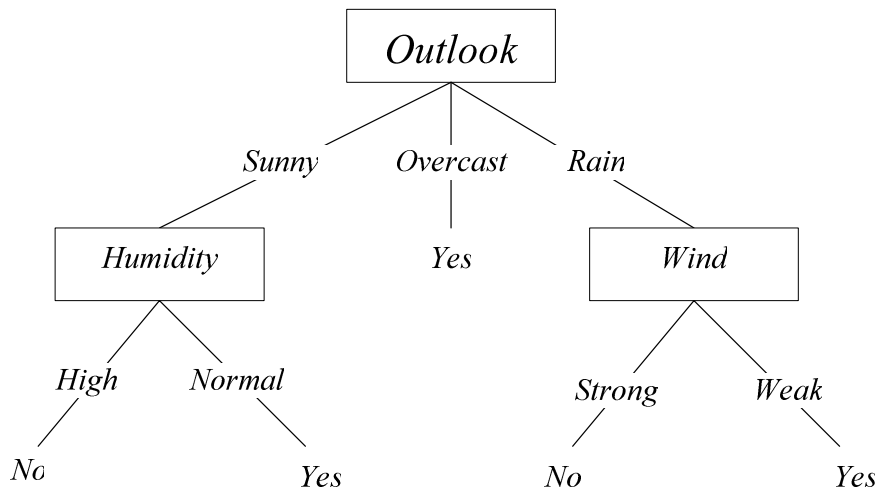 Outlook
Sunny Overcast Rain
Humidity Yes Wind
High Normal Strong Weak
No Yes No Yes